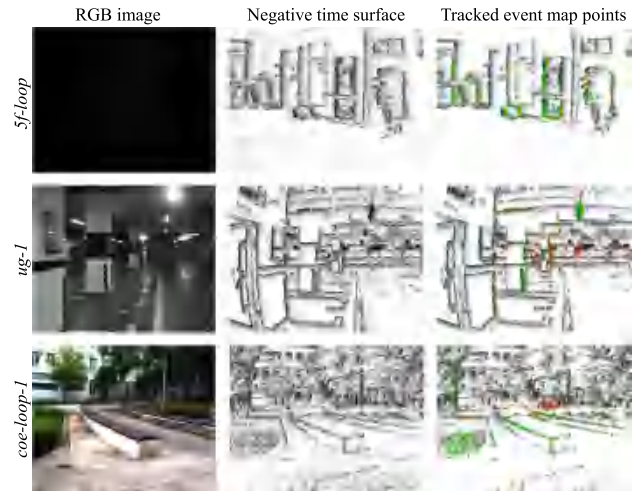 RGB image Negative time surface Tracked event map points
5f-loop
ug-1
coe-loop-1